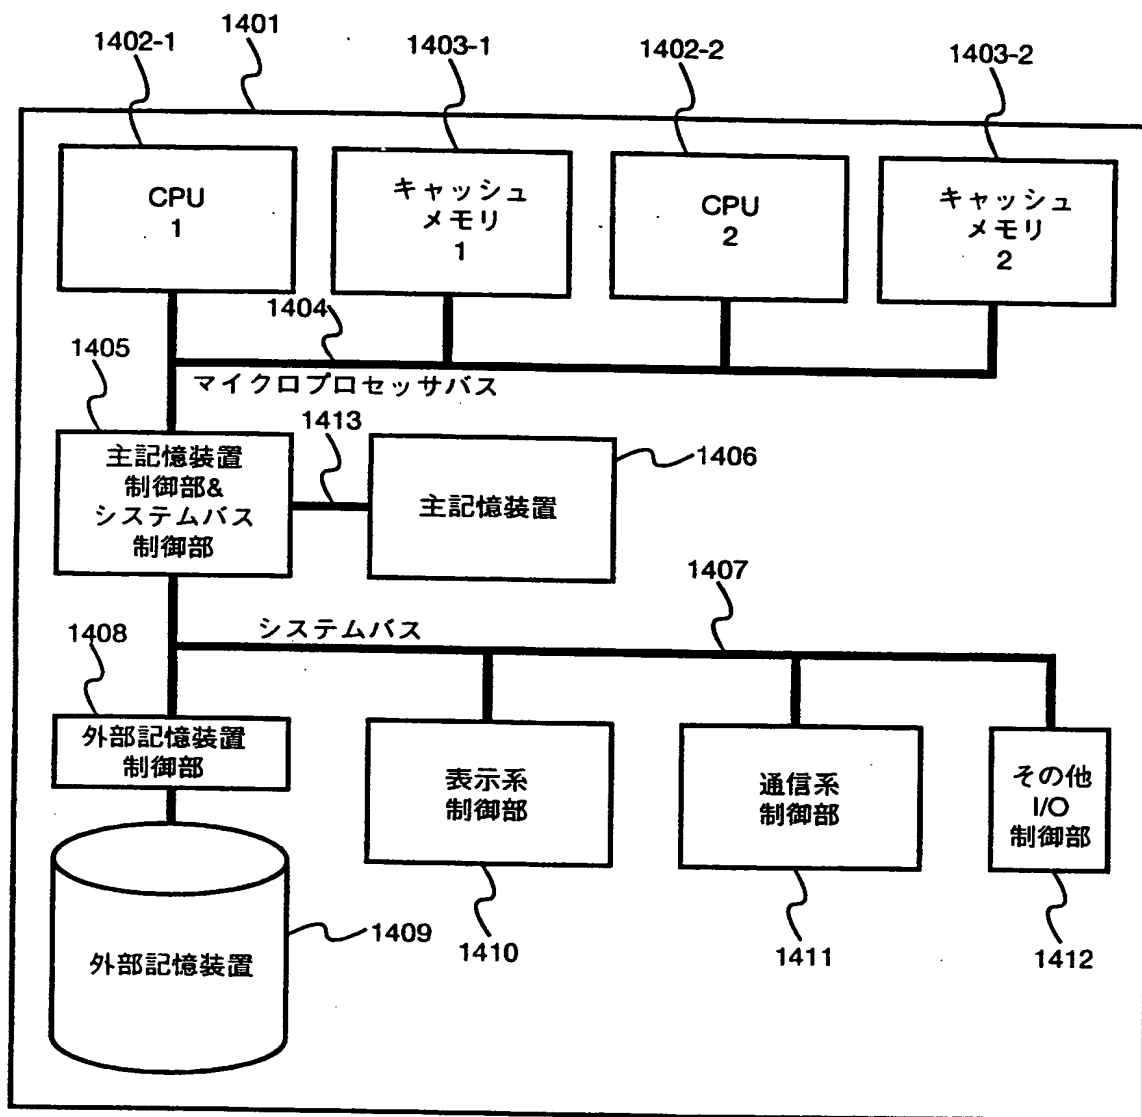 1401
1402-1
1403-1
1402-2
1403-2
CPU
1
キャッシュ
メモリ
1
CPU
2
キャッシュ
メモリ
2
1404
マイクロプロセッサバス
1405
主記憶装置
制御部&
システムバス
制御部
1413
主記憶装置
1406
1407
システムバス
1408
外部記憶装置
制御部
外部記憶装置
1409
表示系
制御部
1410
通信系
制御部
1411
その他
I/O
制御部
1412